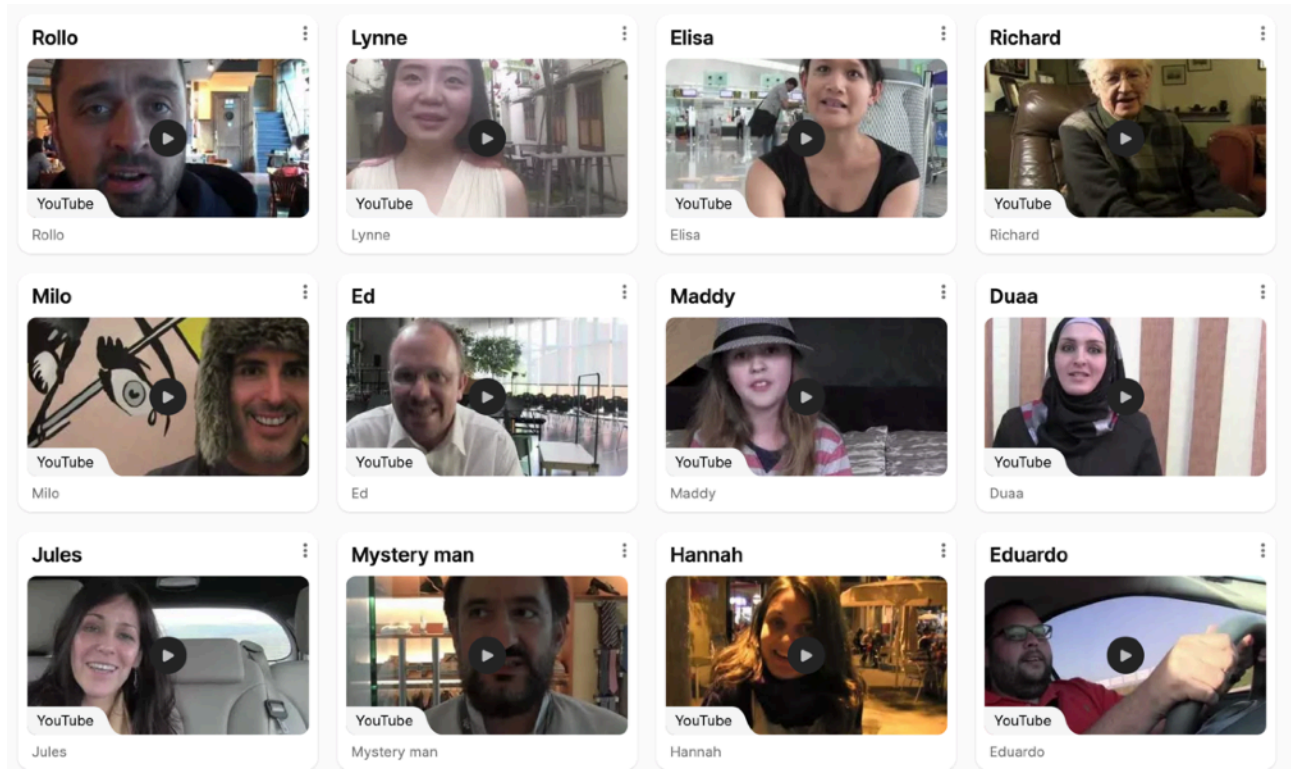 Rollo
YouTube
Rollo
Lynne
YouTube
Lynne
Elisa
YouTube
Elisa
Richard
YouTube
Richard
Milo
YouTube
Milo
Ed
YouTube
Ed
Maddy
YouTube
Maddy
Duaa
YouTube
Duaa
Jules
YouTube
Jules
Mystery man
YouTube
Mystery man
Hannah
YouTube
Hannah
Eduardo
YouTube
Eduardo